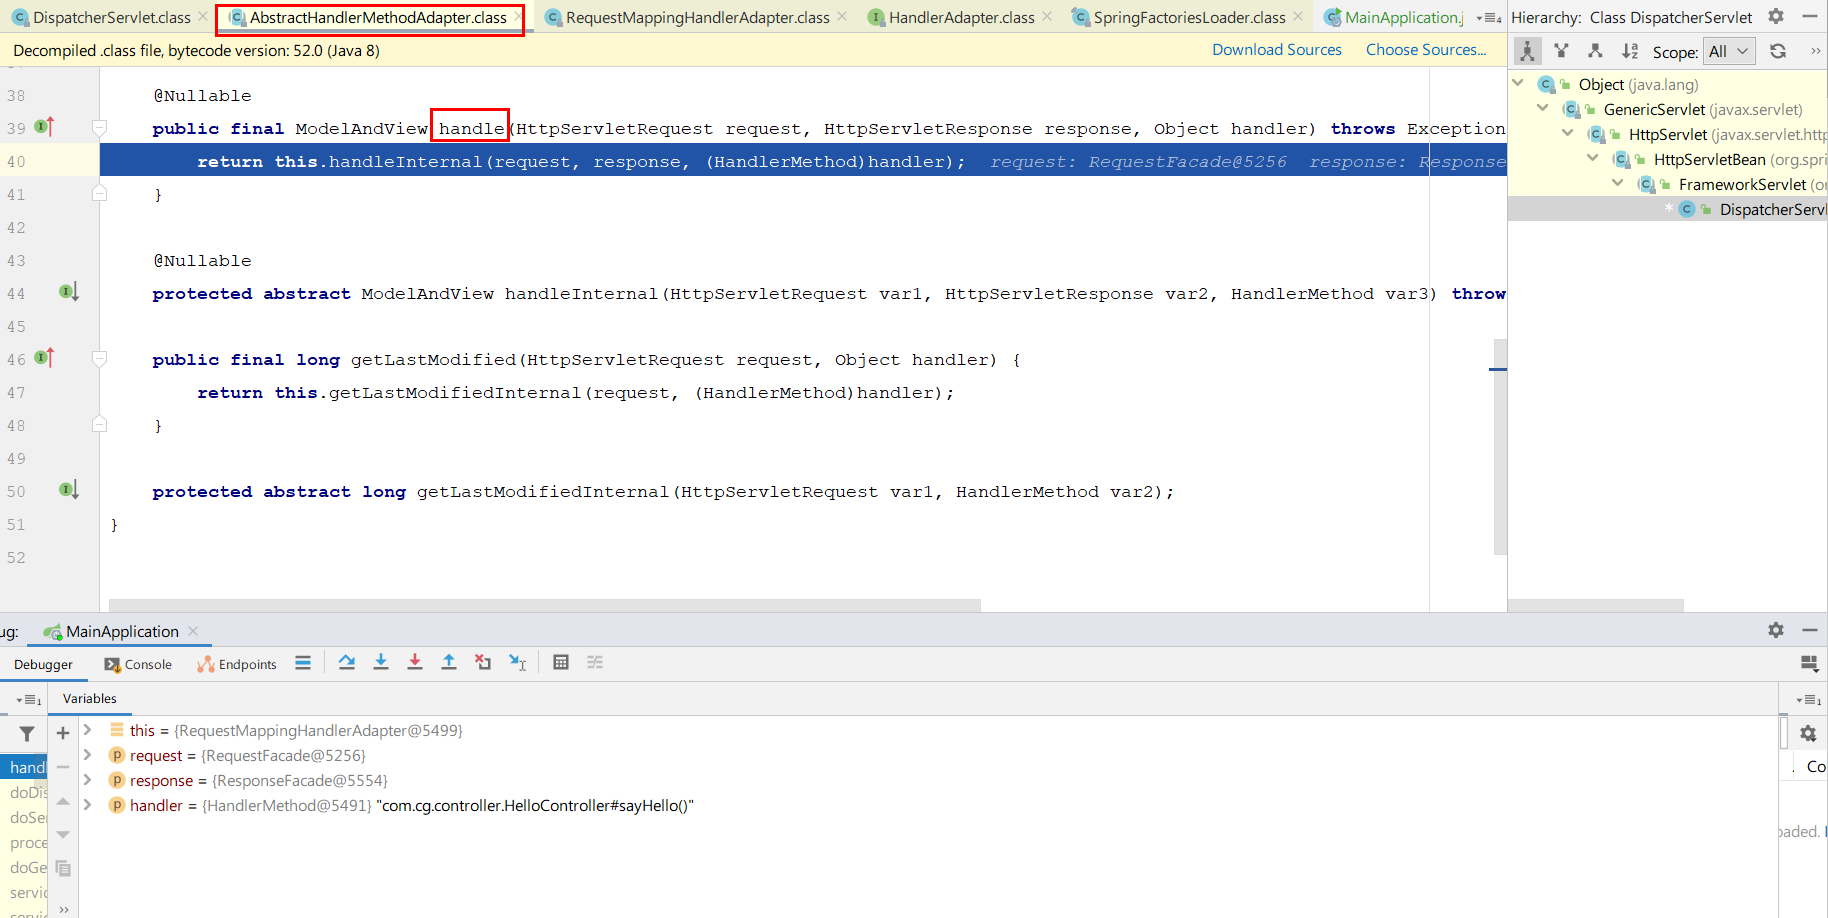 DispatcherServlet.class AbstractHandlerMethodAdapter.class RequestMappingHandlerAdapter.class HandlerAdapter.class SpringFactoriesLoader.class MainApplication.j 4 Hierarchy: Class DispatcherServlet
Decompiled .class file, bytecode version: 52.0 (Java 8) Download Sources Choose Sources... Scope: All
38 @Nullable
39 public final ModelAndView handle(HttpServletRequest request, HttpServletResponse response, Object handler) throws Exception
40 return this.handleInternal(request, response, (HandlerMethod)handler); request: RequestFacade@5256 response: Response
41 }
42
43 @Nullable
44 protected abstract ModelAndView handleInternal(HttpServletRequest var1, HttpServletResponse var2, HandlerMethod var3) throw
45
46 public final long getLastModified(HttpServletRequest request, Object handler) {
47 return this.getLastModifiedInternal(request, (HandlerMethod)handler);
48 }
49
50 protected abstract long getLastModifiedInternal(HttpServletRequest var1, HandlerMethod var2);
51 }
52
Object (java.lang)
GenericServlet (javax.servlet)
HttpServlet (javax.servlet.http
HttpServletBean (org.spri
FrameworkServlet (or
* DispatcherServl
ug: MainApplication
Debugger Console Endpoints
1 Variables 1
this = {RequestMappingHandlerAdapter@5499}
request = {RequestFacade@5256}
response = {ResponseFacade@5554}
handler = {HandlerMethod@5491} "com.cg.controller.HelloController#sayHello()"
handl
doDis
doSer
proce
doGe
servic
servic
Co
oaded.